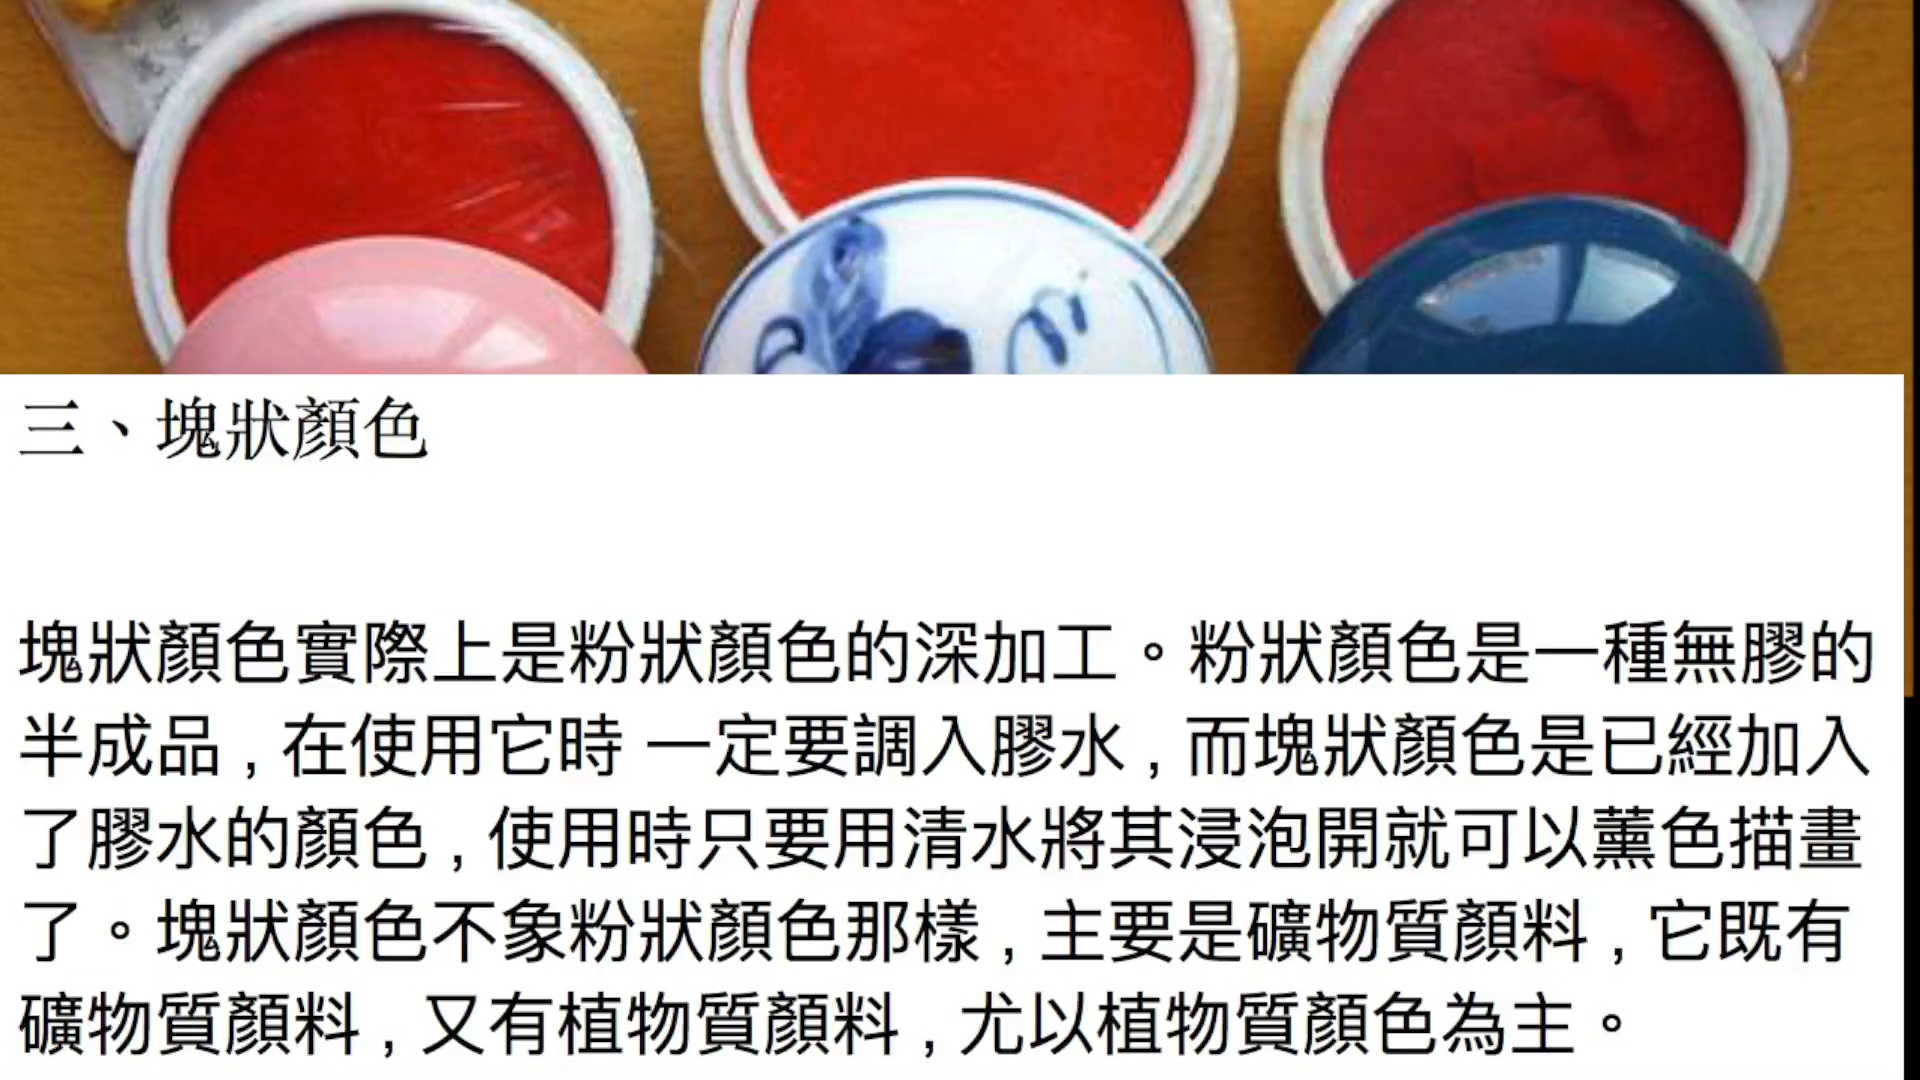 三、塊狀顏色
塊狀顏色實際上是粉狀顏色的深加工。粉狀顏色是一種無膠的
半成品,在使用它時 一定要調入膠水,而塊狀顏色是已經加入
了膠水的顏色,使用時只要用清水將其浸泡開就可以薰色描畫
了。塊狀顏色不象粉狀顏色那樣,主要是礦物質顏料,它既有
礦物質顏料,又有植物質顏料,尤以植物質顏色為主。